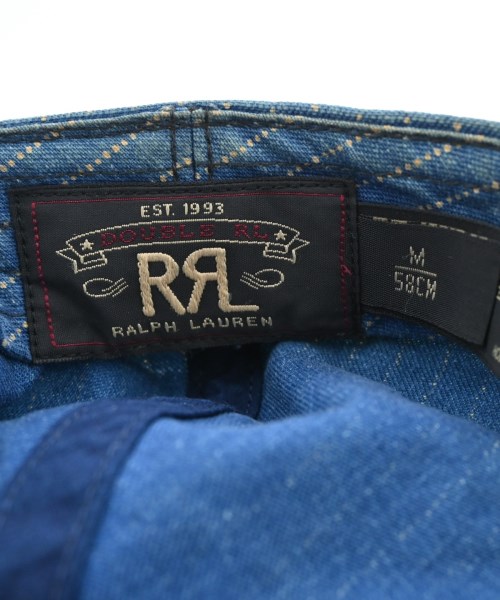 EST. 1993
DOUBLE RL
RRL
RALPH LAUREN
M
58CM